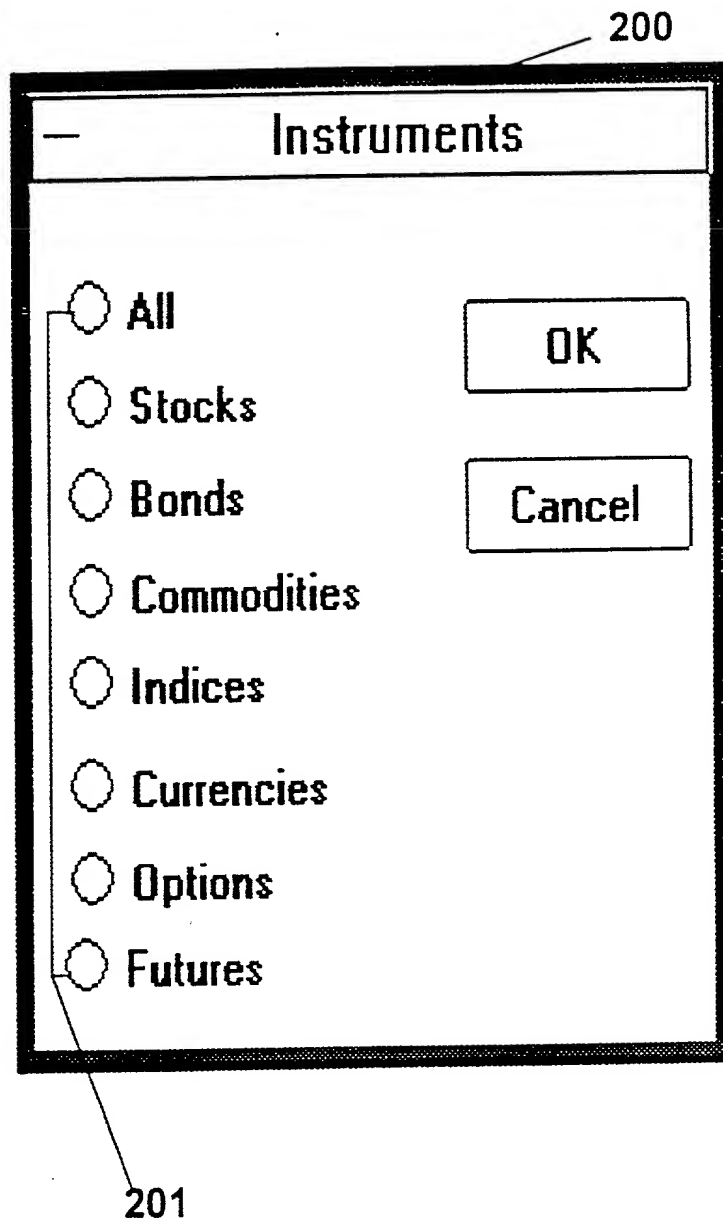 200
Instruments
All
OK
Stocks
Bonds
Cancel
Commodities
Indices
Currencies
Options
Futures
201